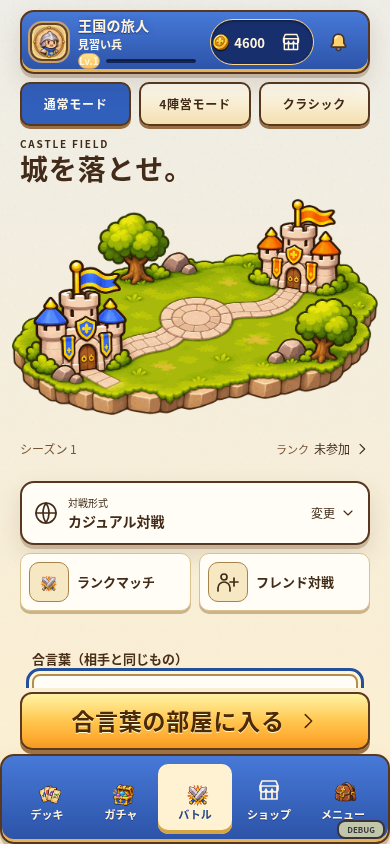 王国の旅人
見習い兵
Lv.1
4600
通常モード
4陣営モード
クラシック
CASTLE FIELD
城を落とせ。
シーズン 1
ランク 未参加
対戦形式
カジュアル対戦
変更
ランクマッチ
フレンド対戦
合言葉（相手と同じもの）
合言葉の部屋に入る
デッキ
ガチャ
バトル
ショップ
メニュー
DEBUG